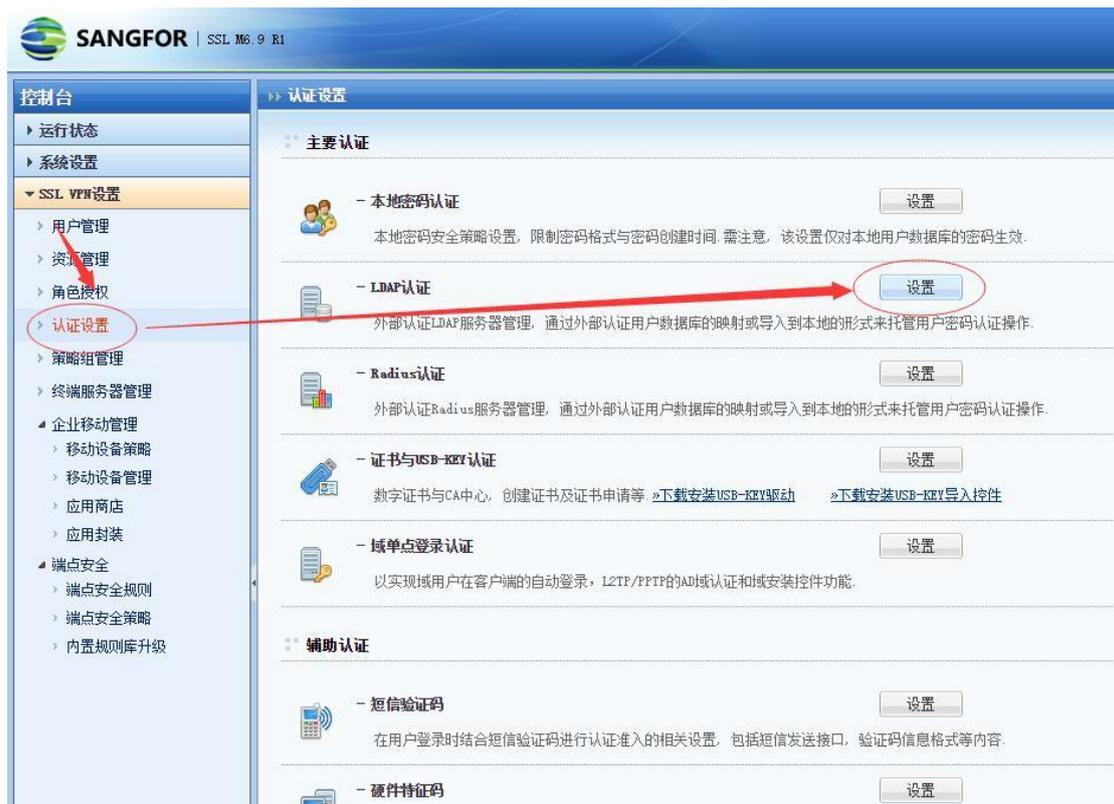 SANGFOR | SSL M6.9 R1
控制台
运行状态
系统设置
SSL VPN设置
用户管理
资源管理
角色授权
认证设置
策略组管理
终端服务器管理
企业移动管理
移动设备策略
移动设备管理
应用商店
应用封装
端点安全
端点安全规则
端点安全策略
内置规则库升级
认证设置
主要认证
- 本地密码认证
设置
本地密码安全策略设置, 限制密码格式与密码创建时间.需注意, 该设置仅对本地用户数据库的密码生效.
- LDAP认证
设置
外部认证LDAP服务器管理, 通过外部认证用户数据库的映射或导入到本地的形式来托管用户密码认证操作.
- Radius认证
设置
外部认证Radius服务器管理, 通过外部认证用户数据库的映射或导入到本地的形式来托管用户密码认证操作.
- 证书与USB-KEY认证
设置
数字证书与CA中心, 创建证书及证书申请等. »下载安装USB-KEY驱动 »下载安装USB-KEY导入控件
- 域单点登录认证
设置
以实现域用户在客户端的自动登录，L2TP/PPTP的AD域认证和域安装控件功能.
辅助认证
- 短信验证码
设置
在用户登录时结合短信验证码进行认证准入的相关设置, 包括短信发送接口, 验证码信息格式等内容.
- 硬件特征码
设置